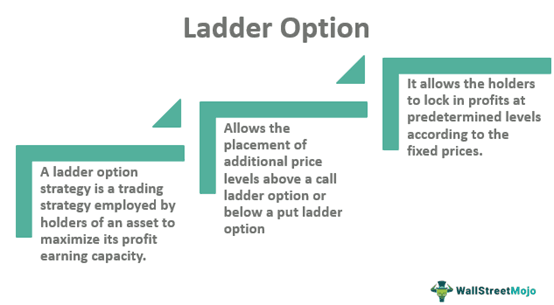 Ladder Option
A ladder option
strategy is a trading
strategy employed by
holders of an asset to
maximize its profit
earning capacity.
Allows the
placement of
additional price
levels above a call
ladder option or
below a put ladder
option
It allows the holders
to lock in profits at
predetermined levels
according to the
fixed prices.
WallStreetMojo